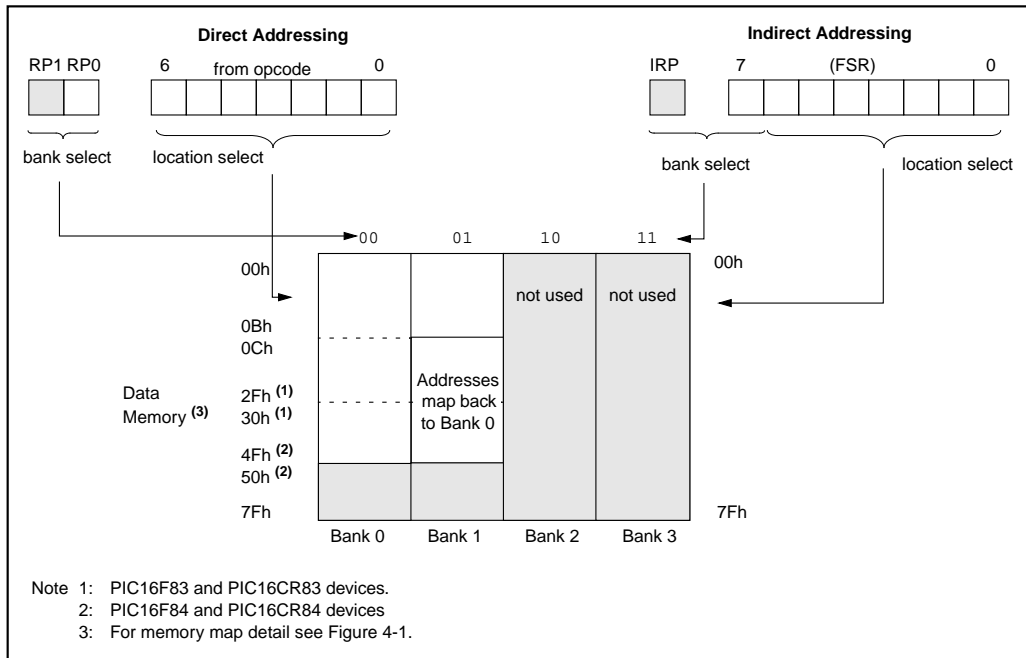 Direct Addressing
Indirect Addressing
RP1 RP0
6 from opcode 0
IRP
7 (FSR) 0
bank select
location select
bank select
location select
00 01 10 11
00h
00h
not used
not used
0Bh
0Ch
Addresses
map back
to Bank 0
Data
Memory (3)
2Fh (1)
30h (1)
4Fh (2)
50h (2)
7Fh
7Fh
Bank 0 Bank 1 Bank 2 Bank 3
Note 1: PIC16F83 and PIC16CR83 devices.
2: PIC16F84 and PIC16CR84 devices
3: For memory map detail see Figure 4-1.